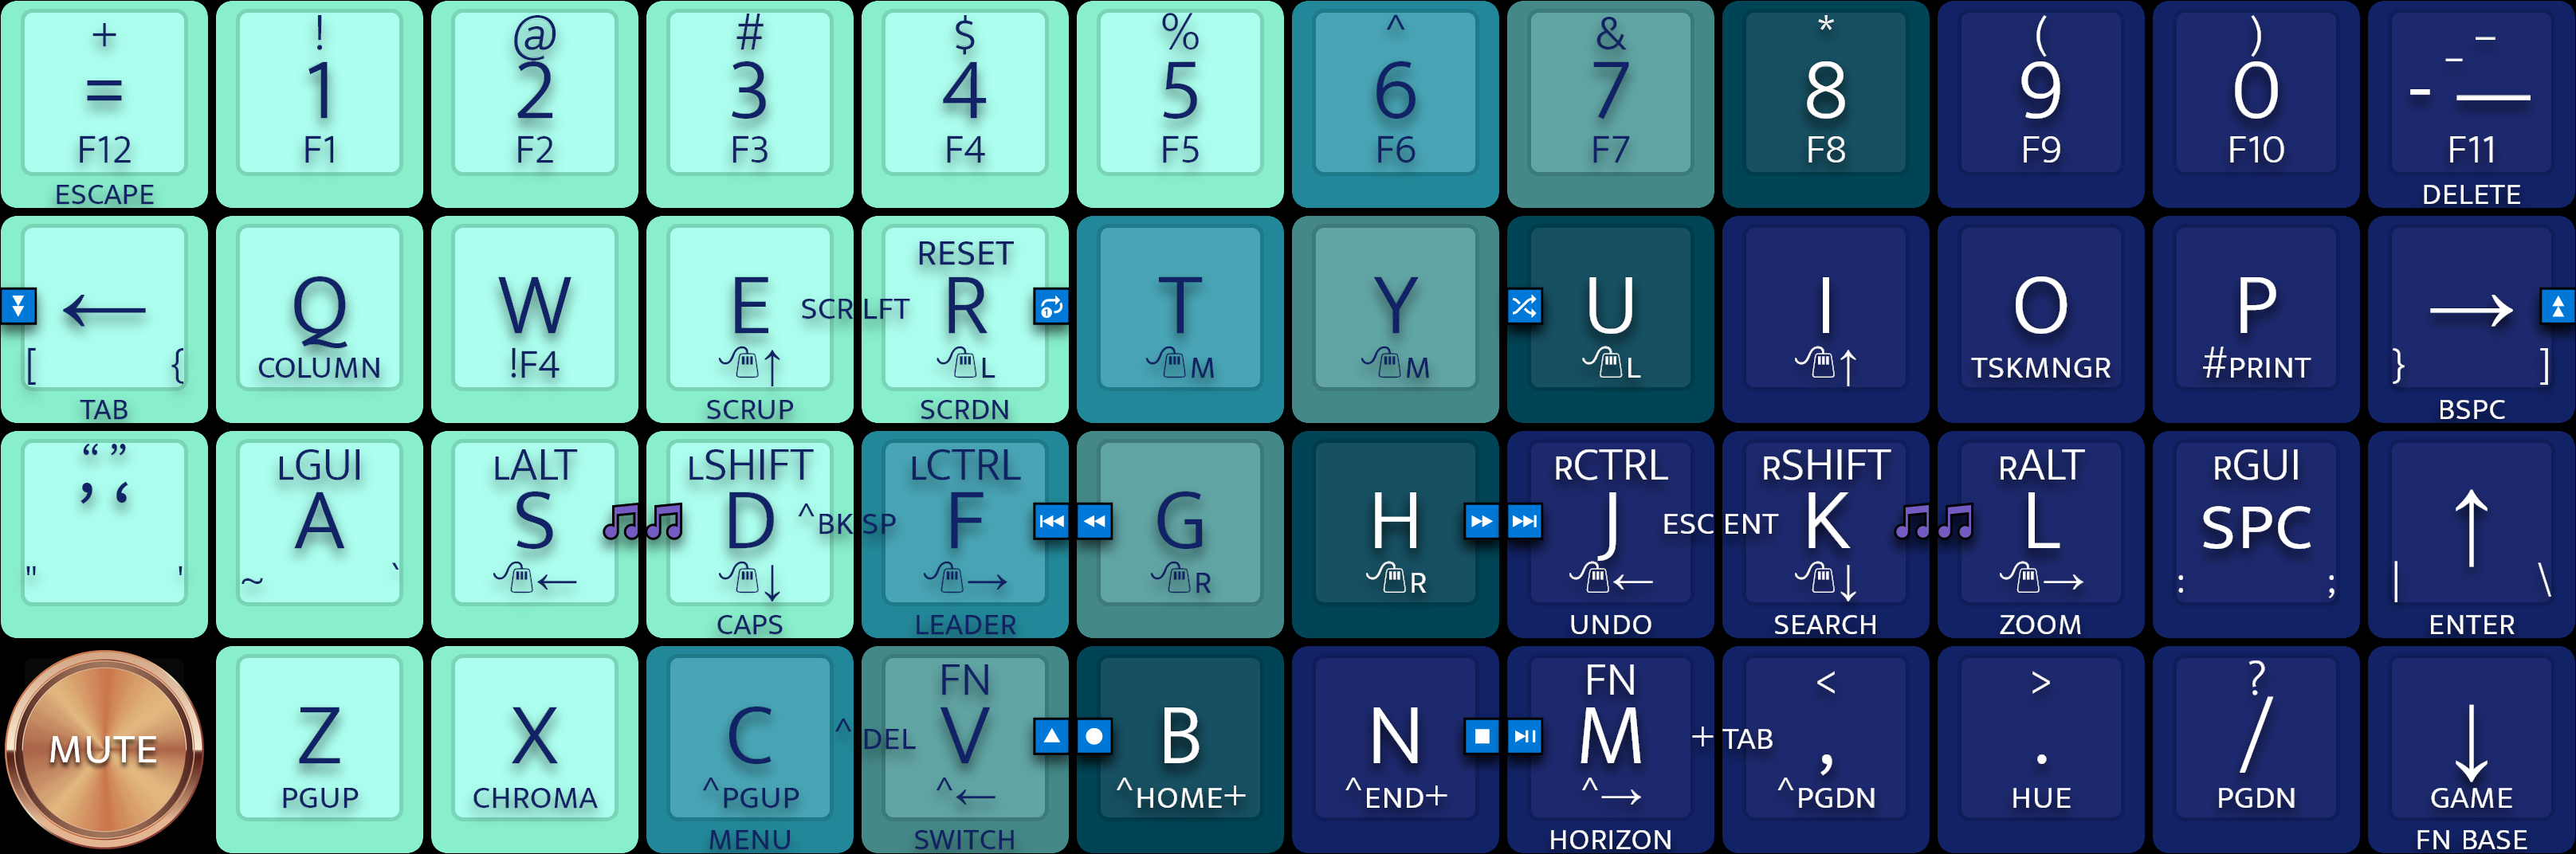 + ! @ # $ % ^ & * ( ) _ –
= 1 2 3 4 5 6 7 8 9 0 - —
F12 F1 F2 F3 F4 F5 F6 F7 F8 F9 F10 F11
ESCAPE DELETE
RESET
← Q W E SCR LFT R T Y U I O P →
[ { COLUMN !F4 ↑ L M M L ↑ TSKMNGR #PRINT } ]
TAB SCRUP SCRDN BSPC
“ ” LGUI LALT LSHIFT LCTRL RCTRL RSHIFT RALT RGUI
’ ‘ A S D ^BK SP F G H J ESC ENT K L SPC ↑
" ' ~ ` ← ↓ → R R ← ↓ → : ; | \
CAPS LEADER UNDO SEARCH ZOOM ENTER
FN FN < > ?
MUTE Z X C ^ DEL V B N M + TAB , . / ↓
PGUP CHROMA ^PGUP ^← ^HOME+ ^END+ ^→ ^PGDN HUE PGDN GAME
MENU SWITCH HORIZON FN BASE